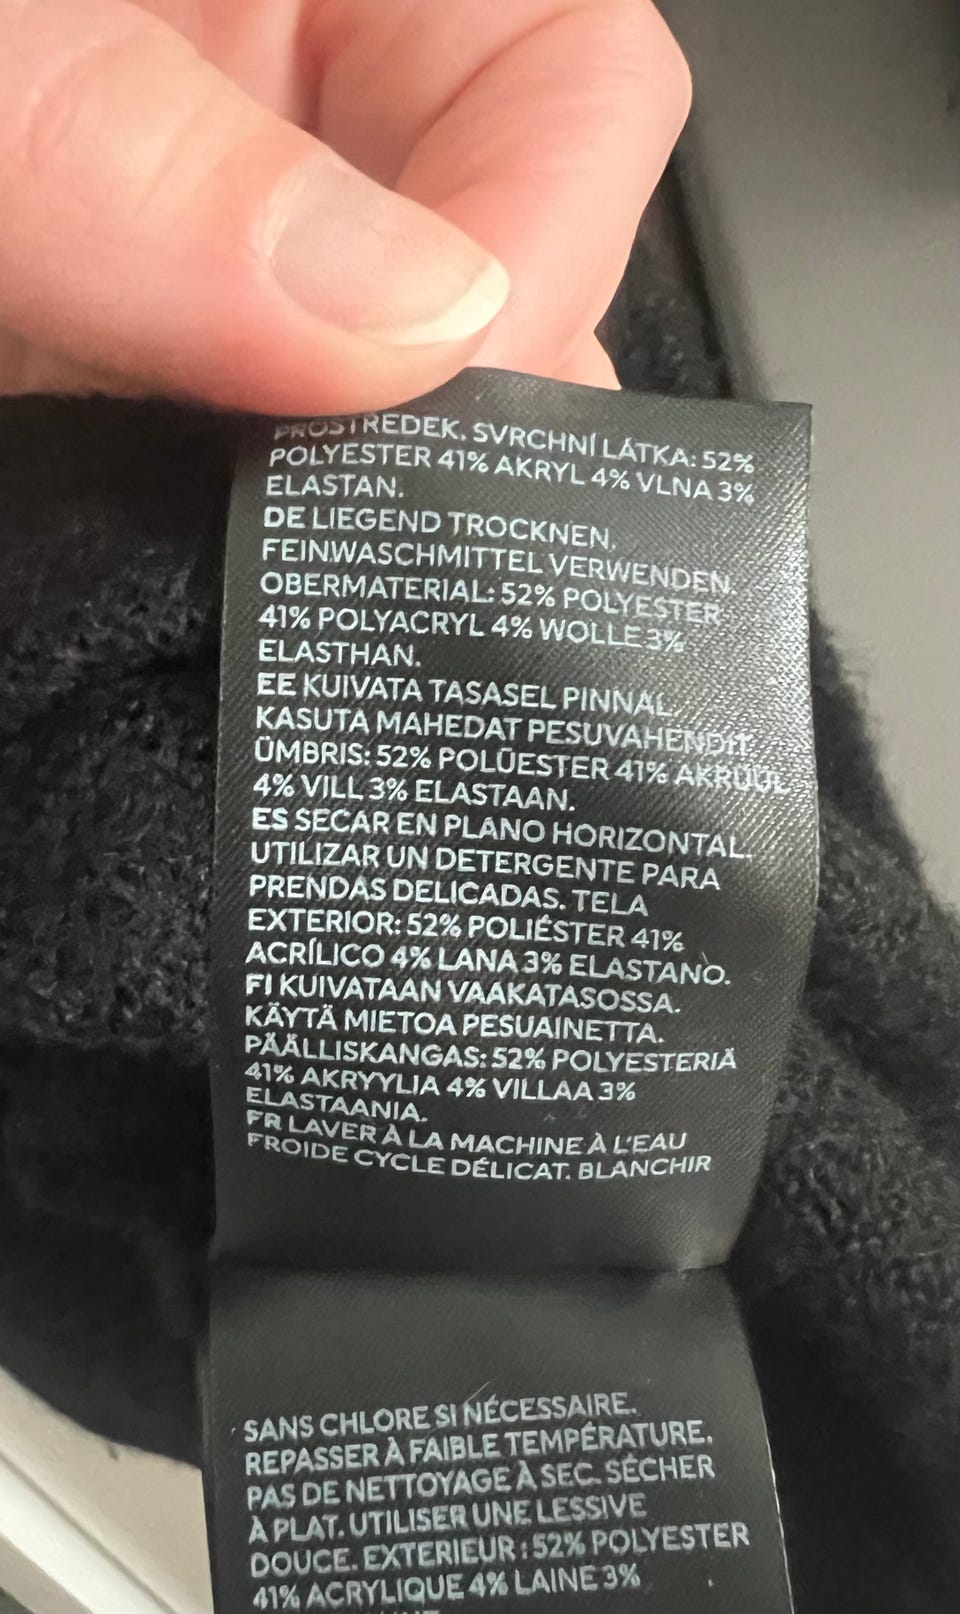 PROSTŘEDEK. SVRCHNÍ LÁTKA: 52%
POLYESTER 41% AKRYL 4% VLNA 3%
ELASTAN.
DE LIEGEND TROCKNEN.
FEINWASCHMITTEL VERWENDEN.
OBERMATERIAL: 52% POLYESTER
41% POLYACRYL 4% WOLLE 3%
ELASTHAN.
EE KUIVATA TASASEL PINNAL.
KASUTA MAHEDAT PESUVAHENDIT.
ÜMBRIS: 52% POLÜESTER 41% AKRÜÜL
4% VILL 3% ELASTAAN.
ES SECAR EN PLANO HORIZONTAL.
UTILIZAR UN DETERGENTE PARA
PRENDAS DELICADAS. TELA
EXTERIOR: 52% POLIÉSTER 41%
ACRÍLICO 4% LANA 3% ELASTANO.
FI KUIVATAAN VAAKATASOSSA.
KÄYTÄ MIETOA PESUAINETTA.
PÄÄLLISKANGAS: 52% POLYESTERIÄ
41% AKRYYLIA 4% VILLAA 3%
ELASTAANIA.
FR LAVER À LA MACHINE À L'EAU
FROIDE CYCLE DÉLICAT. BLANCHIR
SANS CHLORE SI NÉCESSAIRE.
REPASSER À FAIBLE TEMPÉRATURE.
PAS DE NETTOYAGE À SEC. SÉCHER
À PLAT. UTILISER UNE LESSIVE
DOUCE. EXTERIEUR : 52% POLYESTER
41% ACRYLIQUE 4% LAINE 3%